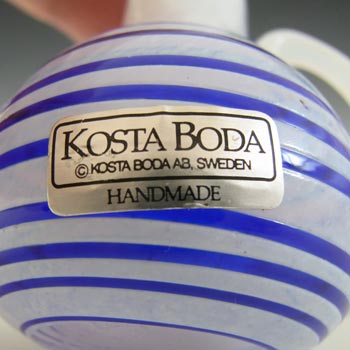 KOSTA BODA
© KOSTA BODA AB, SWEDEN
HANDMADE